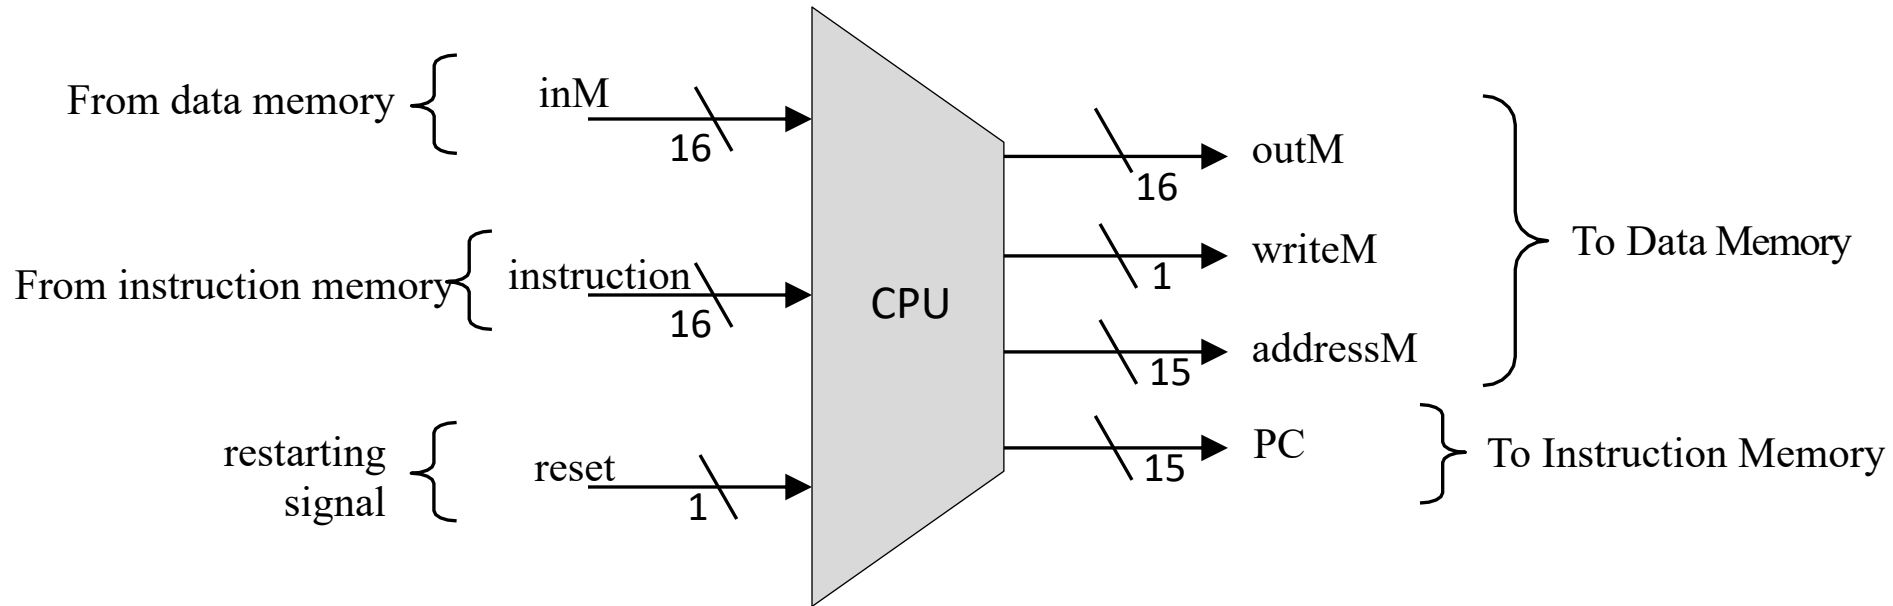 From data memory
inM
16
From instruction memory
instruction
16
restarting
signal
reset
1
CPU
outM
16
writeM
1
addressM
15
PC
15
To Data Memory
To Instruction Memory